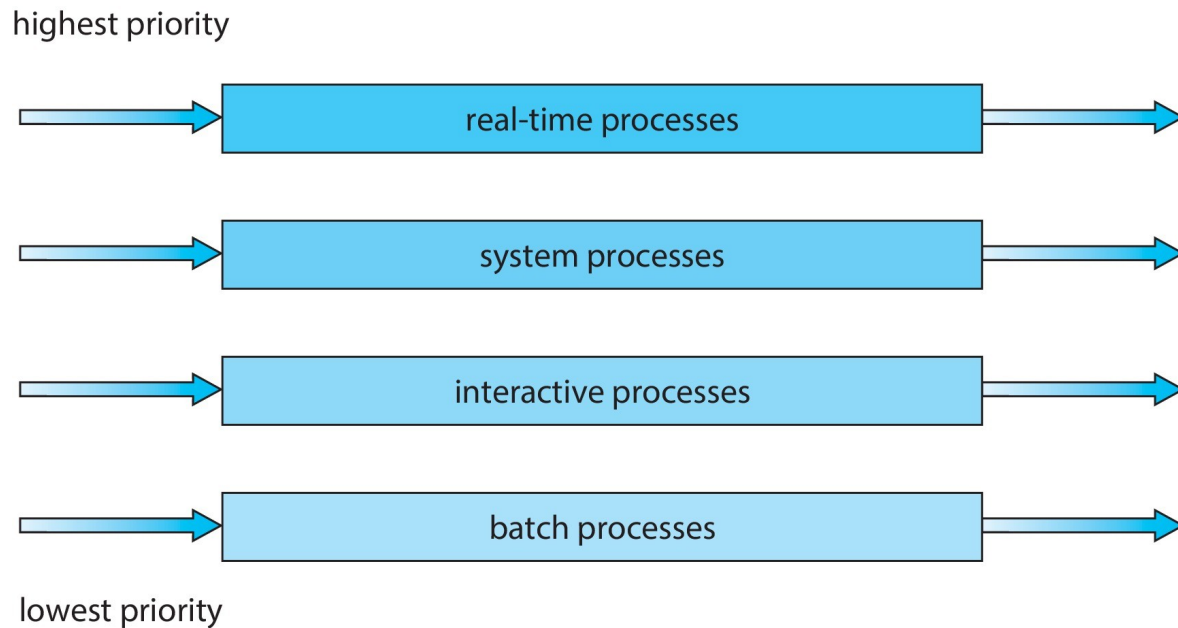 highest priority
real-time processes
system processes
interactive processes
batch processes
lowest priority